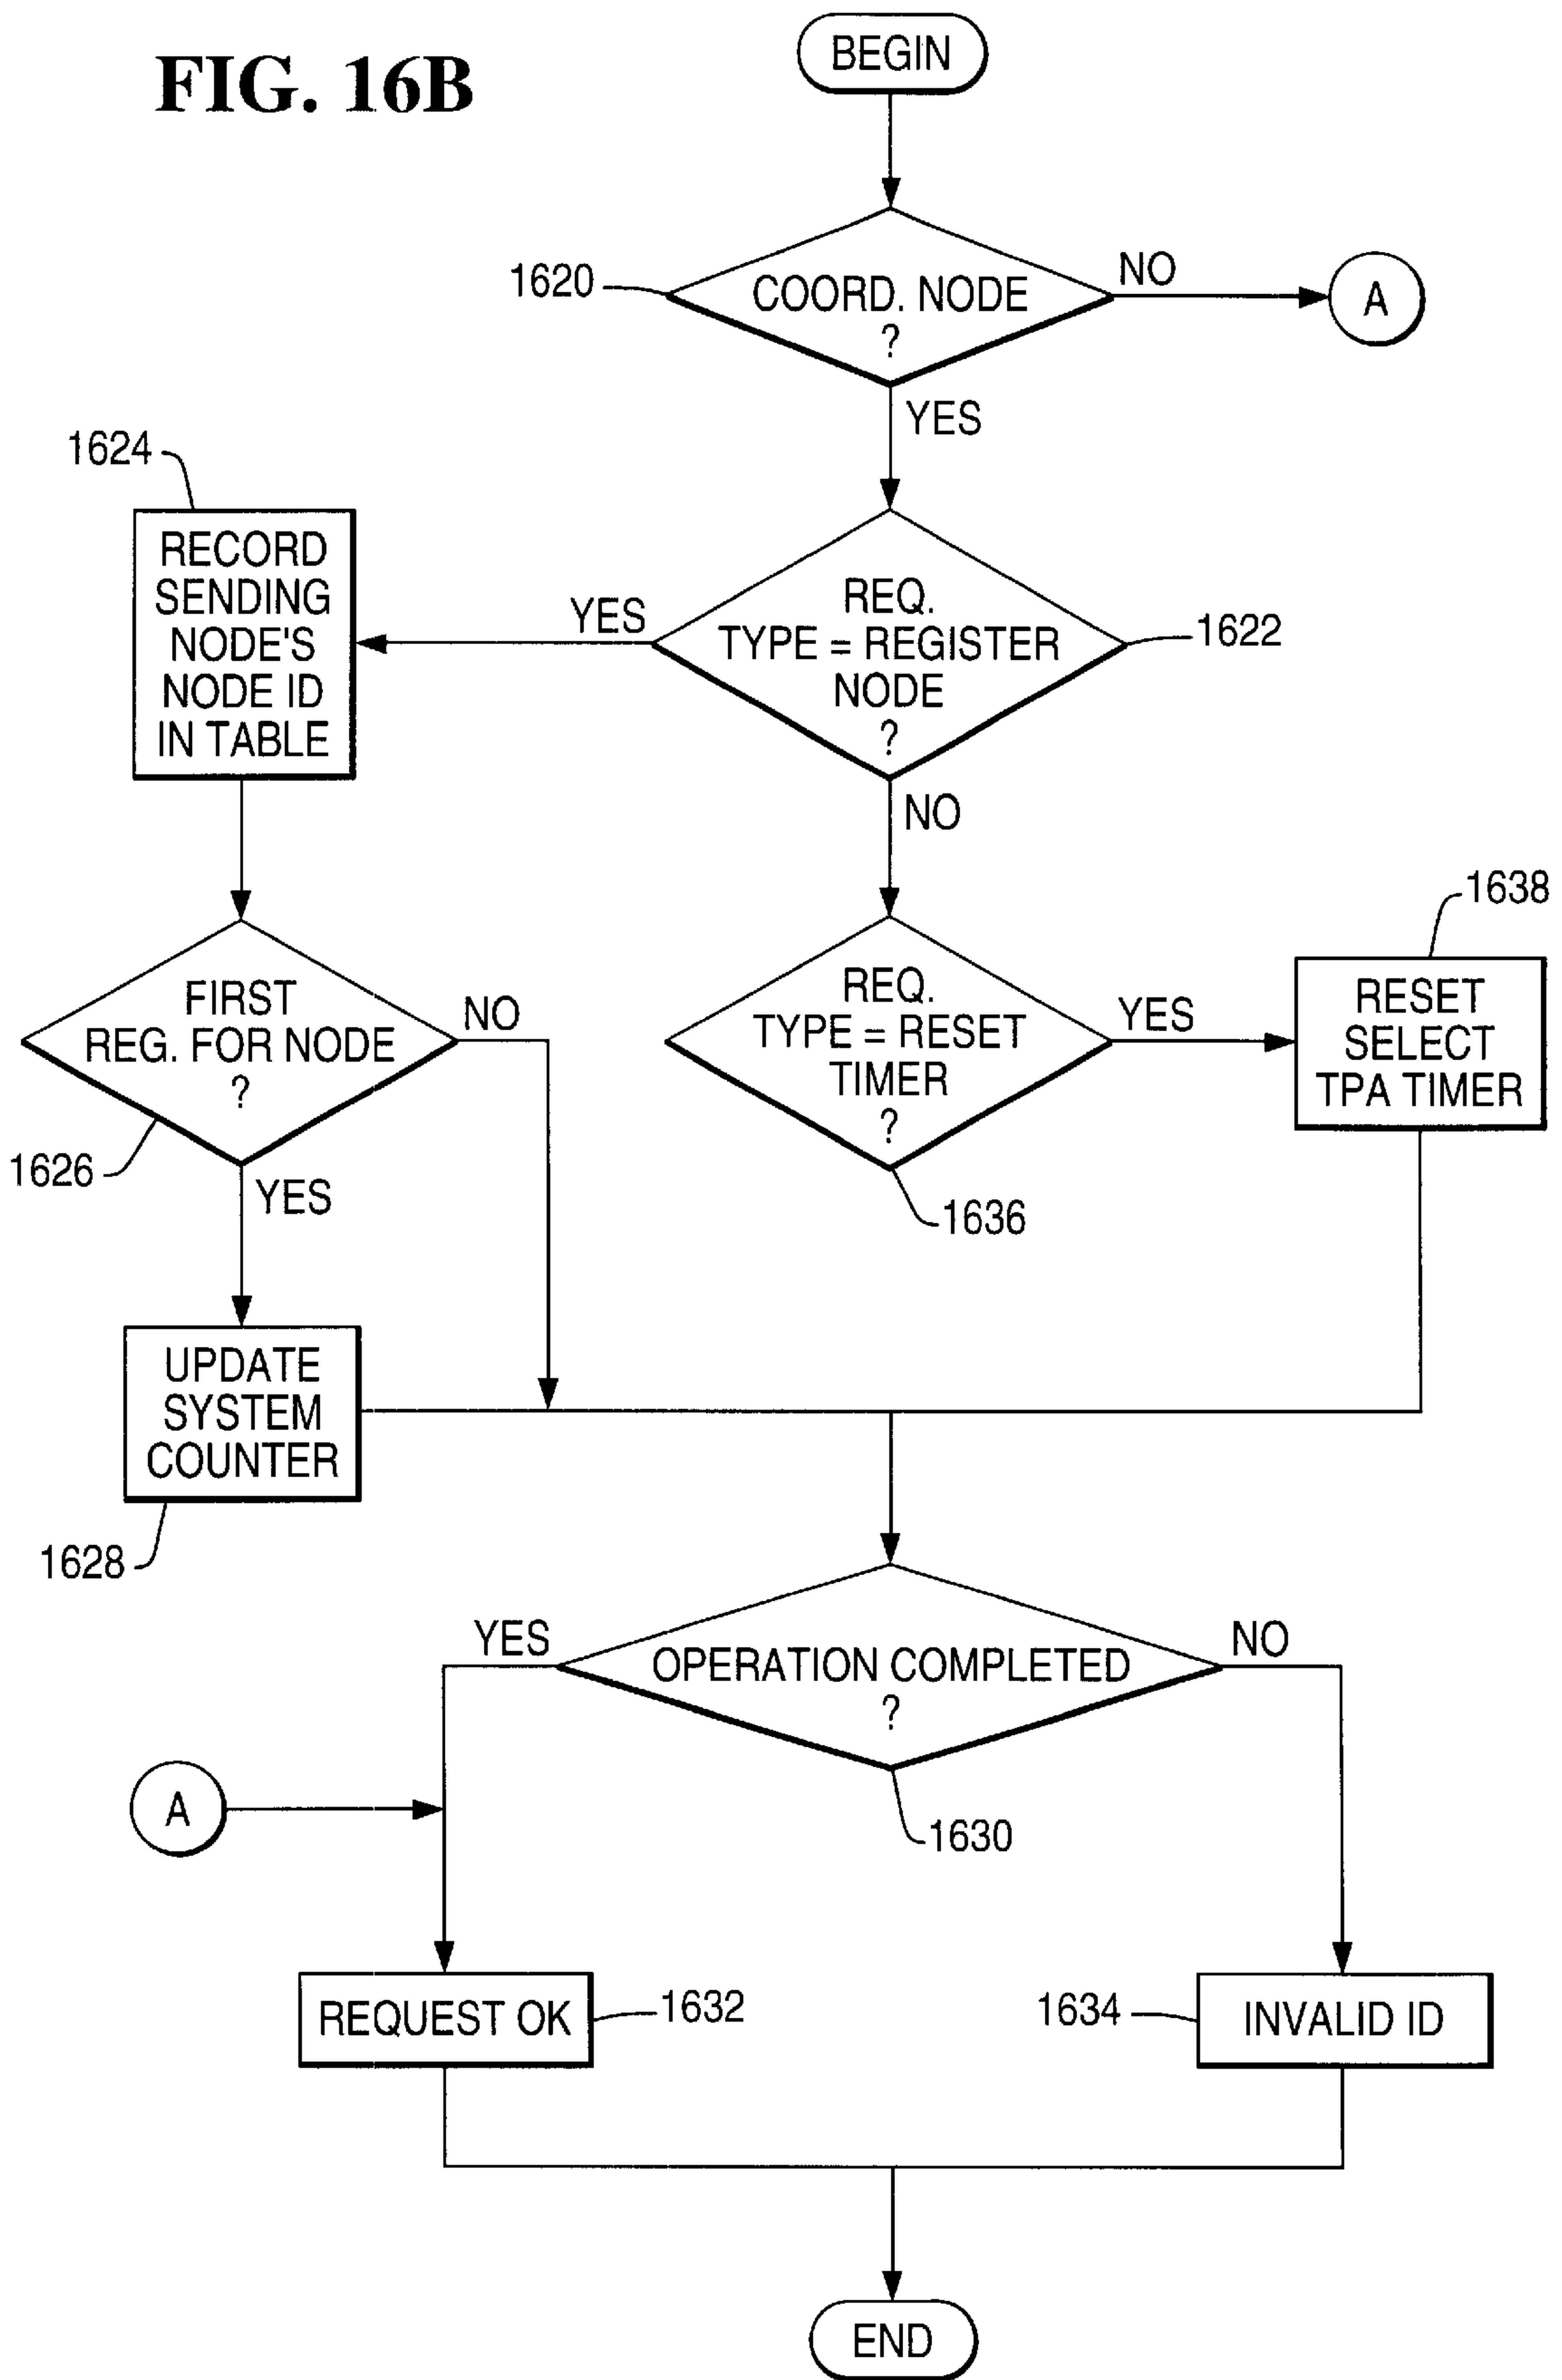 FIG. 16B
BEGIN
1620
COORD. NODE
?
NO
A
YES
1624
RECORD
SENDING
NODE'S
NODE ID
IN TABLE
YES
REQ.
TYPE = REGISTER
NODE
?
1622
NO
1638
FIRST
REG. FOR NODE
?
NO
REQ.
TYPE = RESET
TIMER
?
YES
RESET
SELECT
TPA TIMER
1626
YES
1636
UPDATE
SYSTEM
COUNTER
1628
YES
OPERATION COMPLETED
?
NO
A
1630
REQUEST OK
1632
1634
INVALID ID
END